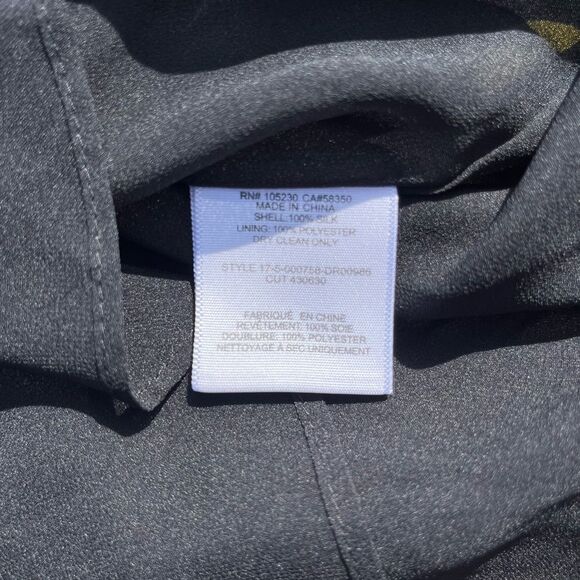 RN# 105230 CA#58350
MADE IN CHINA
SHELL: 100% SILK
LINING: 100% POLYESTER
DRY CLEAN ONLY
STYLE 17-5-000758-DR00986
CUT 430630
FABRIQUÉ EN CHINE
REVÊTEMENT: 100% SOIE
DOUBLURE: 100% POLYESTER
NETTOYAGE À SEC UNIQUEMENT